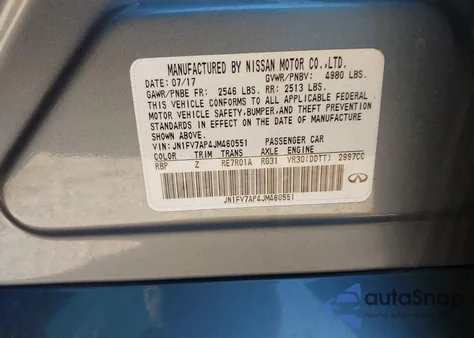 MANUFACTURED BY NISSAN MOTOR CO.,LTD.
DATE: 07/17 GVWR/PNBV: 4980 LBS.
GAWR/PNBE FR: 2546 LBS. RR: 2513 LBS.
THIS VEHICLE CONFORMS TO ALL APPLICABLE FEDERAL
MOTOR VEHICLE SAFETY,BUMPER,AND THEFT PREVENTION
STANDARDS IN EFFECT ON THE DATE OF MANUFACTURE
SHOWN ABOVE.
VIN: JN1FV7AP4JM460551 PASSENGER CAR
COLOR TRIM TRANS AXLE ENGINE
RBP Z RE7R01A RG31 VR30(DDTT) 2997CC
JN1FV7AP4JM460551
autoSnap